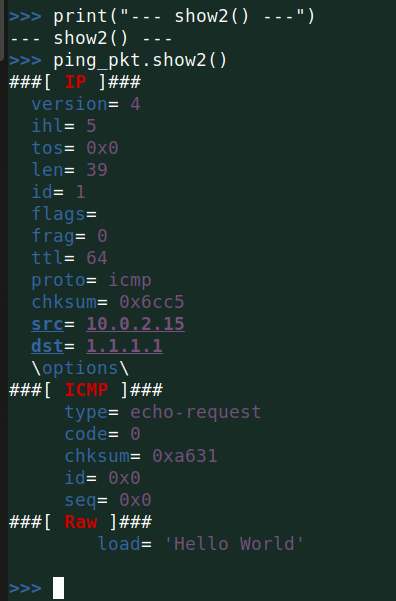 >>> print("--- show2() ---")
--- show2() ---
>>> ping_pkt.show2()
###[ IP ]###
  version= 4
  ihl= 5
  tos= 0x0
  len= 39
  id= 1
  flags=
  frag= 0
  ttl= 64
  proto= icmp
  chksum= 0x6cc5
  src= 10.0.2.15
  dst= 1.1.1.1
  \options\
###[ ICMP ]###
     type= echo-request
     code= 0
     chksum= 0xa631
     id= 0x0
     seq= 0x0
###[ Raw ]###
        load= 'Hello World'
>>>